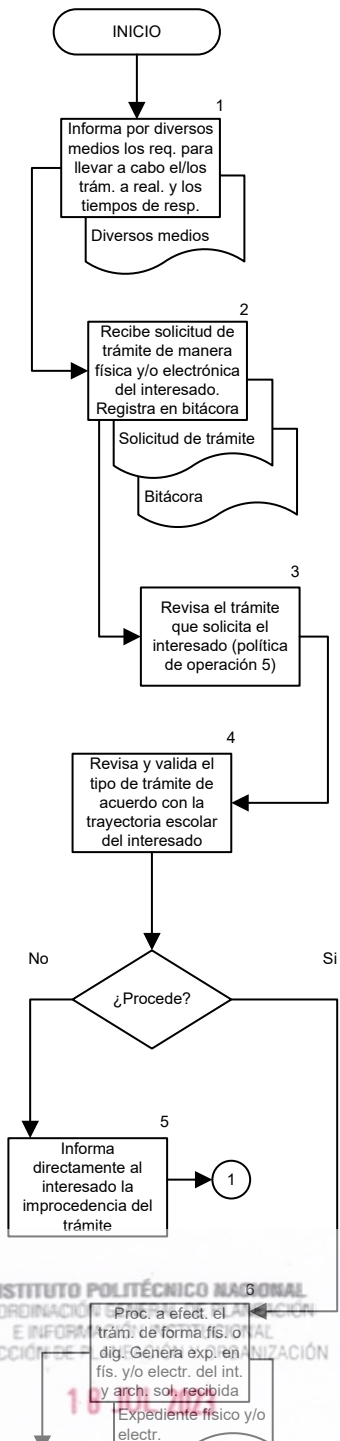 INICIO
1
Informa por diversos
medios los req. para
llevar a cabo el/los
trám. a real. y los
tiempos de resp.
Diversos medios
2
Recibe solicitud de
trámite de manera
física y/o electrónica
del interesado.
Registra en bitácora
Solicitud de trámite
Bitácora
3
Revisa el trámite
que solicita el
interesado (política
de operación 5)
4
Revisa y valida el
tipo de trámite de
acuerdo con la
trayectoria escolar
del interesado
No
Si
¿Procede?
5
Informa
directamente al
interesado la
improcedencia del
trámite
1
6
Proc. a efect. el
trám. de forma fís. o
dig. Genera exp. en
fís. y/o electr. del int.
y arch. sol. recibida
Expediente físico y/o
electr.
INSTITUTO POLITÉCNICO NACIONAL
E
18 JUL 2023